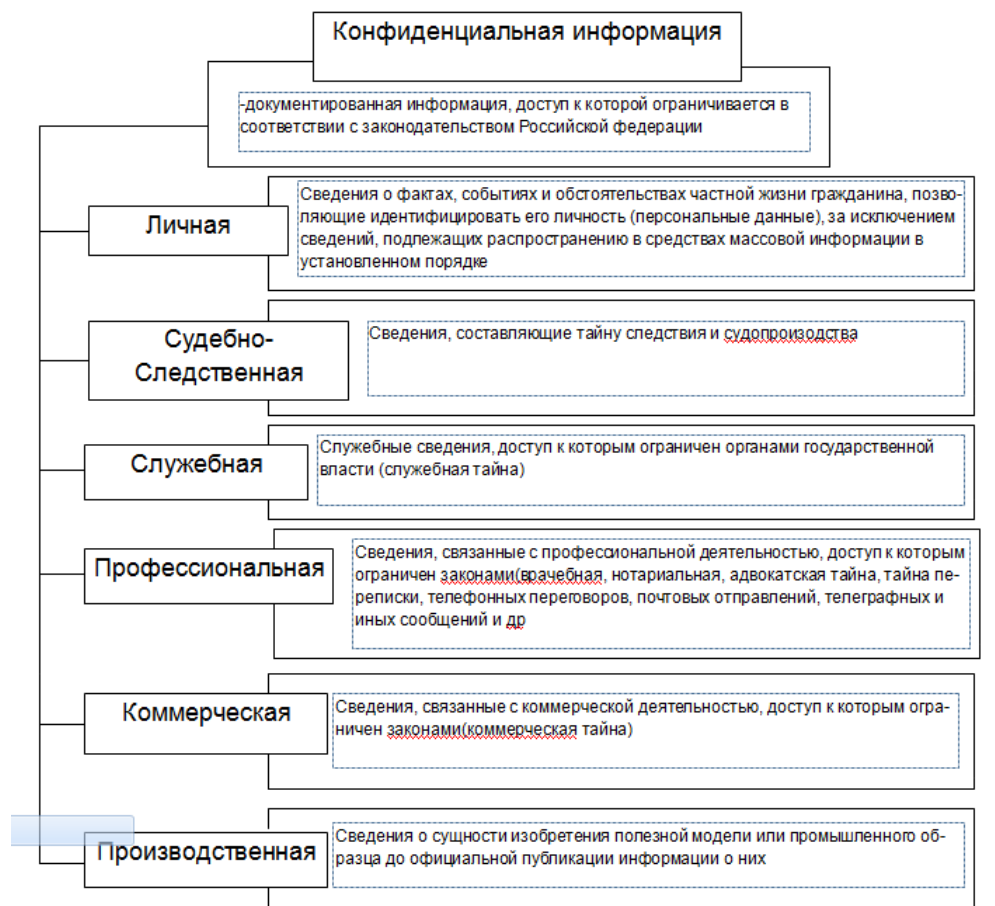 Конфиденциальная информация
-документированная информация, доступ к которой ограничивается в
соответствии с законодательством Российской федерации
Личная
Сведения о фактах, событиях и обстоятельствах частной жизни гражданина, позво-
ляющие идентифицировать его личность (персональные данные), за исключением
сведений, подлежащих распространению в средствах массовой информации в
установленном порядке
Судебно-
Следственная
Сведения, составляющие тайну следствия и судопроизодства
Служебная
Служебные сведения, доступ к которым ограничен органами государственной
власти (служебная тайна)
Профессиональная
Сведения, связанные с профессиональной деятельностью, доступ к которым
ограничен законами(врачебная, нотариальная, адвокатская тайна, тайна пе-
реписки, телефонных переговоров, почтовых отправлений, телеграфных и
иных сообщений и др
Коммерческая
Сведения, связанные с коммерческой деятельностью, доступ к которым огра-
ничен законами(коммерческая тайна)
Производственная
Сведения о сущности изобретения полезной модели или промышленного об-
разца до официальной публикации информации о них